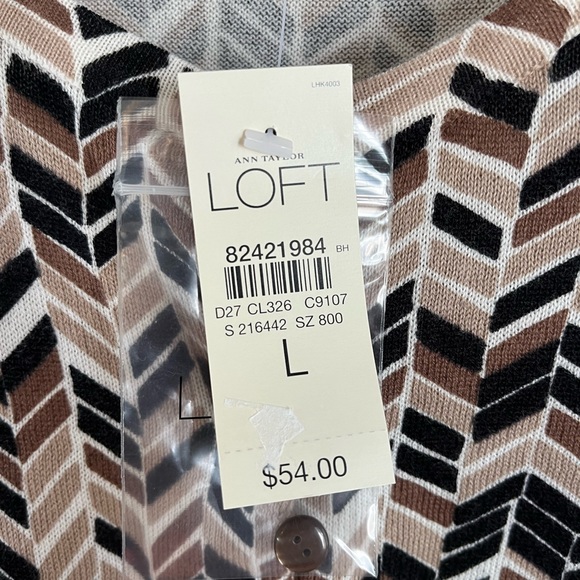 LHK4003
ANN TAYLOR
LOFT
82421984 BH
D27 CL326 C9107
S 216442 SZ 800
L
L
$54.00